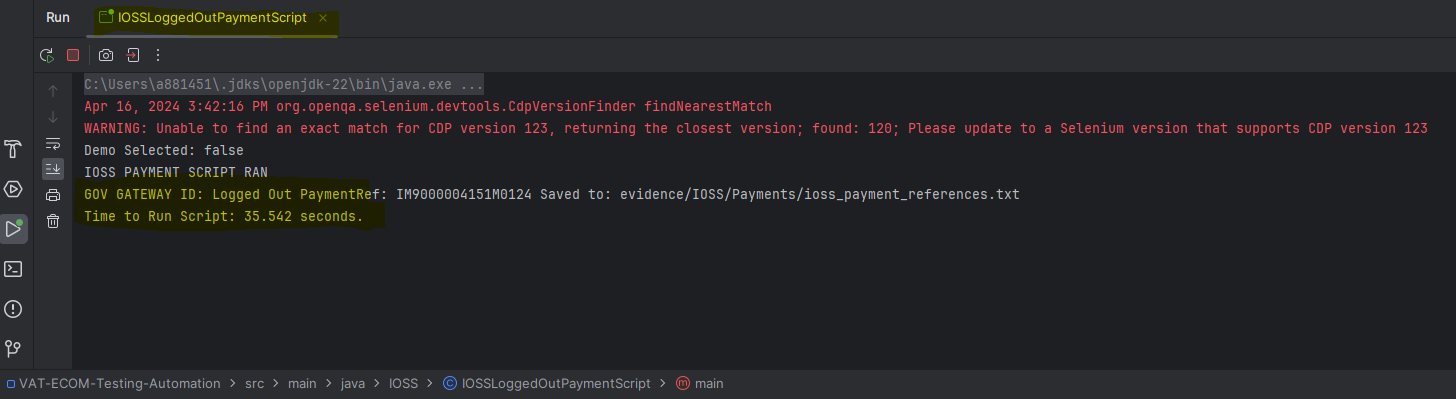 Run IOSSLoggedOutPaymentScript ×
C:\Users\a881451\.jdks\openjdk-22\bin\java.exe ...
Apr 16, 2024 3:42:16 PM org.openqa.selenium.devtools.CdpVersionFinder findNearestMatch
WARNING: Unable to find an exact match for CDP version 123, returning the closest version; found: 120; Please update to a Selenium version that supports CDP version 123
Demo Selected: false
IOSS PAYMENT SCRIPT RAN
GOV GATEWAY ID: Logged Out PaymentRef: IM9000004151M0124 Saved to: evidence/IOSS/Payments/ioss_payment_references.txt
Time to Run Script: 35.542 seconds.
VAT-ECOM-Testing-Automation > src > main > java > IOSS > IOSSLoggedOutPaymentScript > main